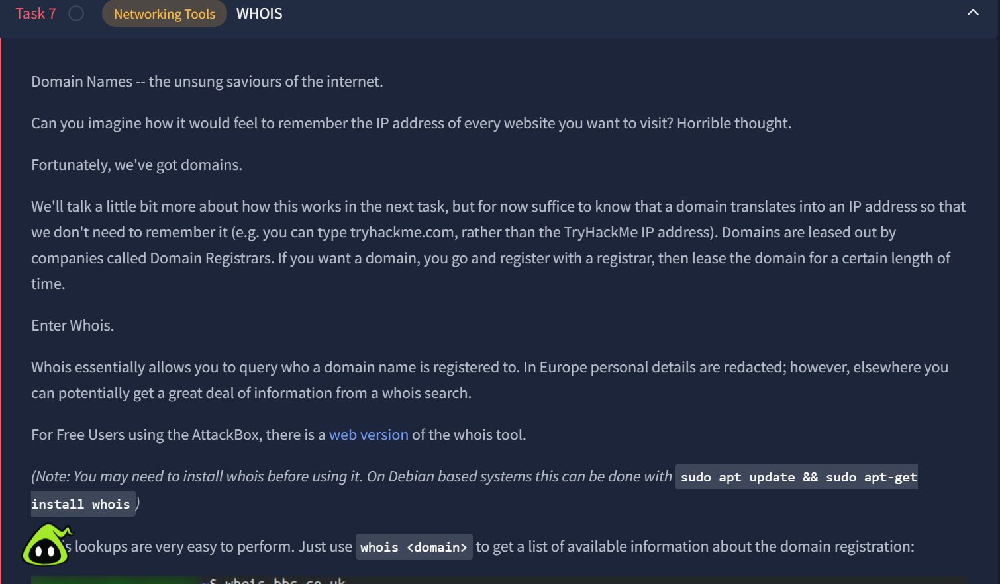 Task 7 Networking Tools WHOIS
Domain Names -- the unsung saviours of the internet.
Can you imagine how it would feel to remember the IP address of every website you want to visit? Horrible thought.
Fortunately, we've got domains.
We'll talk a little bit more about how this works in the next task, but for now suffice to know that a domain translates into an IP address so that
we don't need to remember it (e.g. you can type tryhackme.com, rather than the TryHackMe IP address). Domains are leased out by
companies called Domain Registrars. If you want a domain, you go and register with a registrar, then lease the domain for a certain length of
time.
Enter Whois.
Whois essentially allows you to query who a domain name is registered to. In Europe personal details are redacted; however, elsewhere you
can potentially get a great deal of information from a whois search.
For Free Users using the AttackBox, there is a web version of the whois tool.
(Note: You may need to install whois before using it. On Debian based systems this can be done with sudo apt update && sudo apt-get
install whois )
s lookups are very easy to perform. Just use whois <domain> to get a list of available information about the domain registration:
$ whois bbc.co.uk